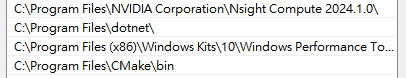 C:\Program Files\NVIDIA Corporation\Nsight Compute 2024.1.0\
C:\Program Files\dotnet\
C:\Program Files (x86)\Windows Kits\10\Windows Performance To...
C:\Program Files\CMake\bin